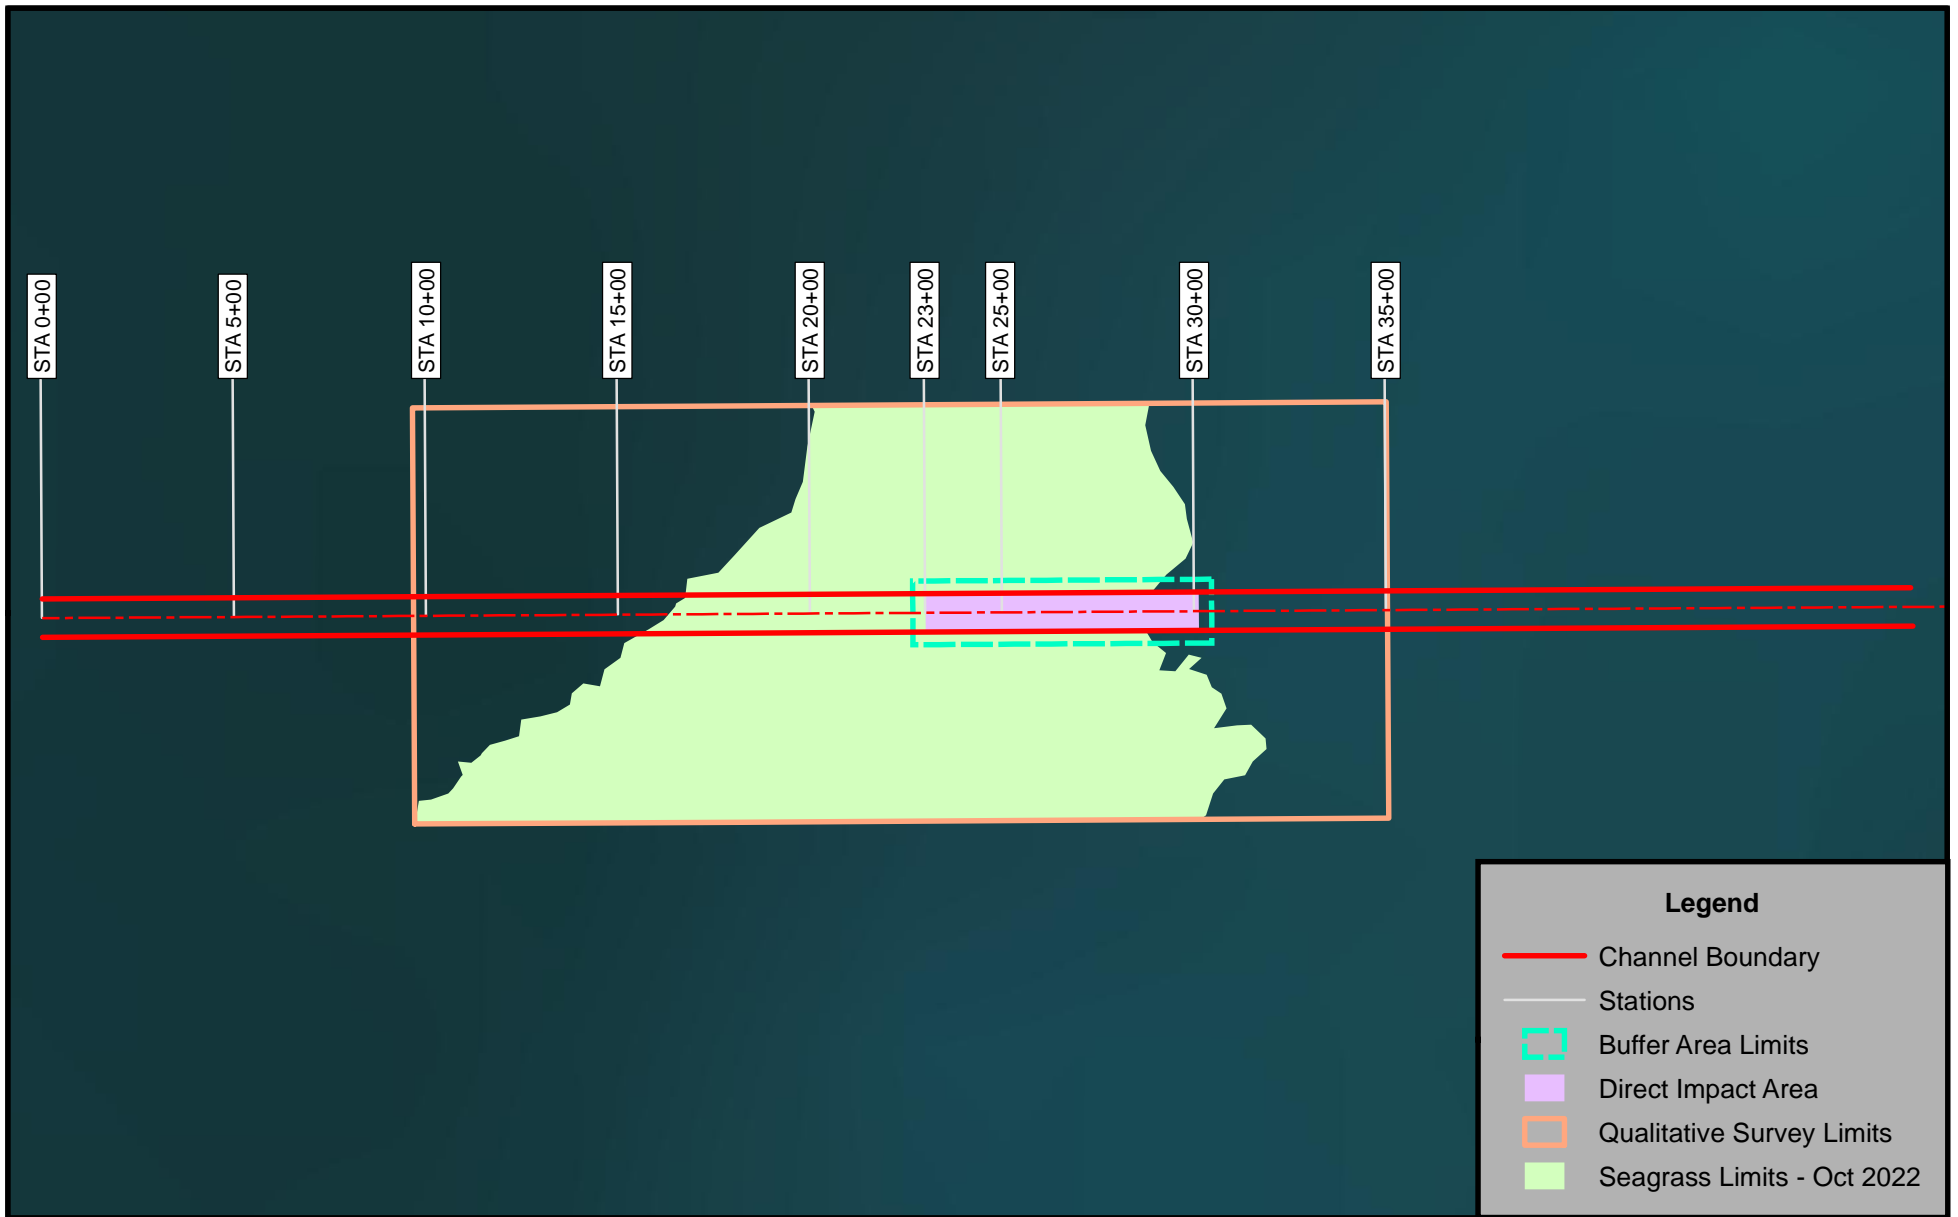 STA 0+00
STA 5+00
STA 10+00
STA 15+00
STA 20+00
STA 23+00
STA 25+00
STA 30+00
STA 35+00
Legend
Channel Boundary
Stations
Buffer Area Limits
Direct Impact Area
Qualitative Survey Limits
Seagrass Limits - Oct 2022